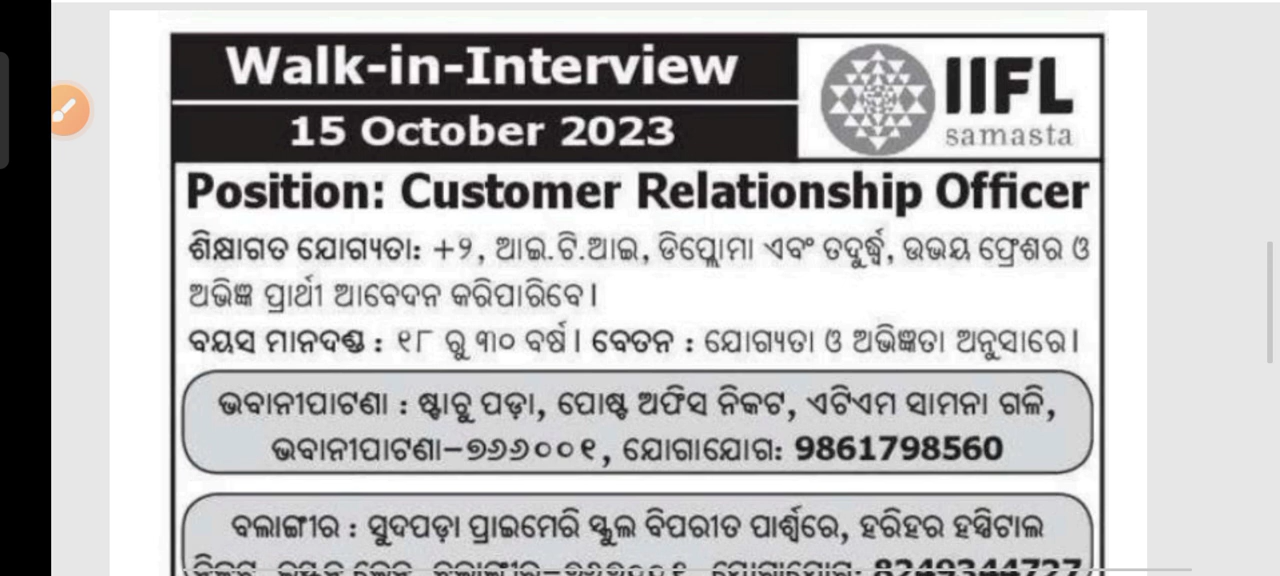 Walk-in-Interview
15 October 2023
IIFL
samasta
Position: Customer Relationship Officer
ଶିକ୍ଷାଗତ ଯୋଗ୍ୟତା: +୨, ଆଇ.ଟି.ଆଇ, ଡିପ୍ଲୋମା ଏବଂ ତଦୁର୍ଦ୍ଧ୍ୱ, ଉଭୟ ଫ୍ରେଶର ଓ
ଅଭିଜ୍ଞ ପ୍ରାର୍ଥୀ ଆବେଦନ କରିପାରିବେ।
ବୟସ ମାନଦଣ୍ଡ : ୧୮ ରୁ ୩୦ ବର୍ଷ। ବେତନ : ଯୋଗ୍ୟତା ଓ ଅଭିଜ୍ଞତା ଅନୁସାରେ।
ଭବାନୀପାଟଣା : ଷ୍ଟାଚୁ ପଡ଼ା, ପୋଷ୍ଟ ଅଫିସ ନିକଟ, ଏଟିଏମ ସାମନା ଗଳି,
ଭବାନୀପାଟଣା–୭୬୬୦୦୧, ଯୋଗାଯୋଗ: 9861798560
ବଲାଙ୍ଗୀର : ସୁଦପଡ଼ା ପ୍ରାଇମେରି ସ୍କୁଲ ବିପରୀତ ପାର୍ଶ୍ୱରେ, ହରିହର ହସ୍ପିଟାଲ
ଯୋଗାଯୋଗ: 8249344727